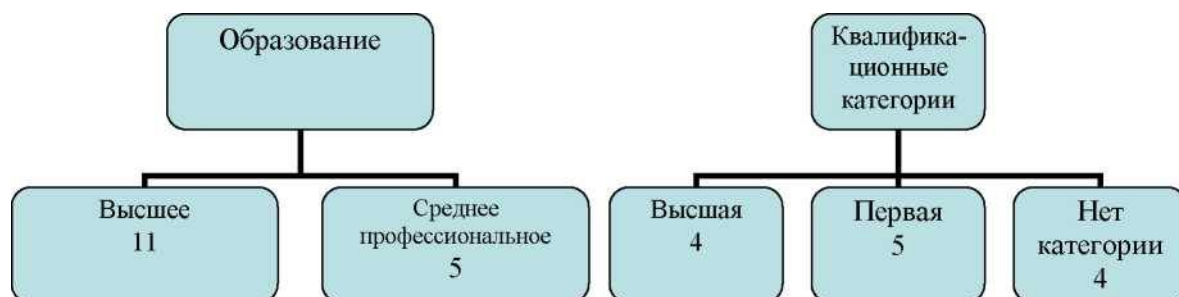 Образование
Высшее
11
Среднее
профессиональное
5
Квалифика-
ционные
категории
Высшая
4
Первая
5
Нет
категории
4